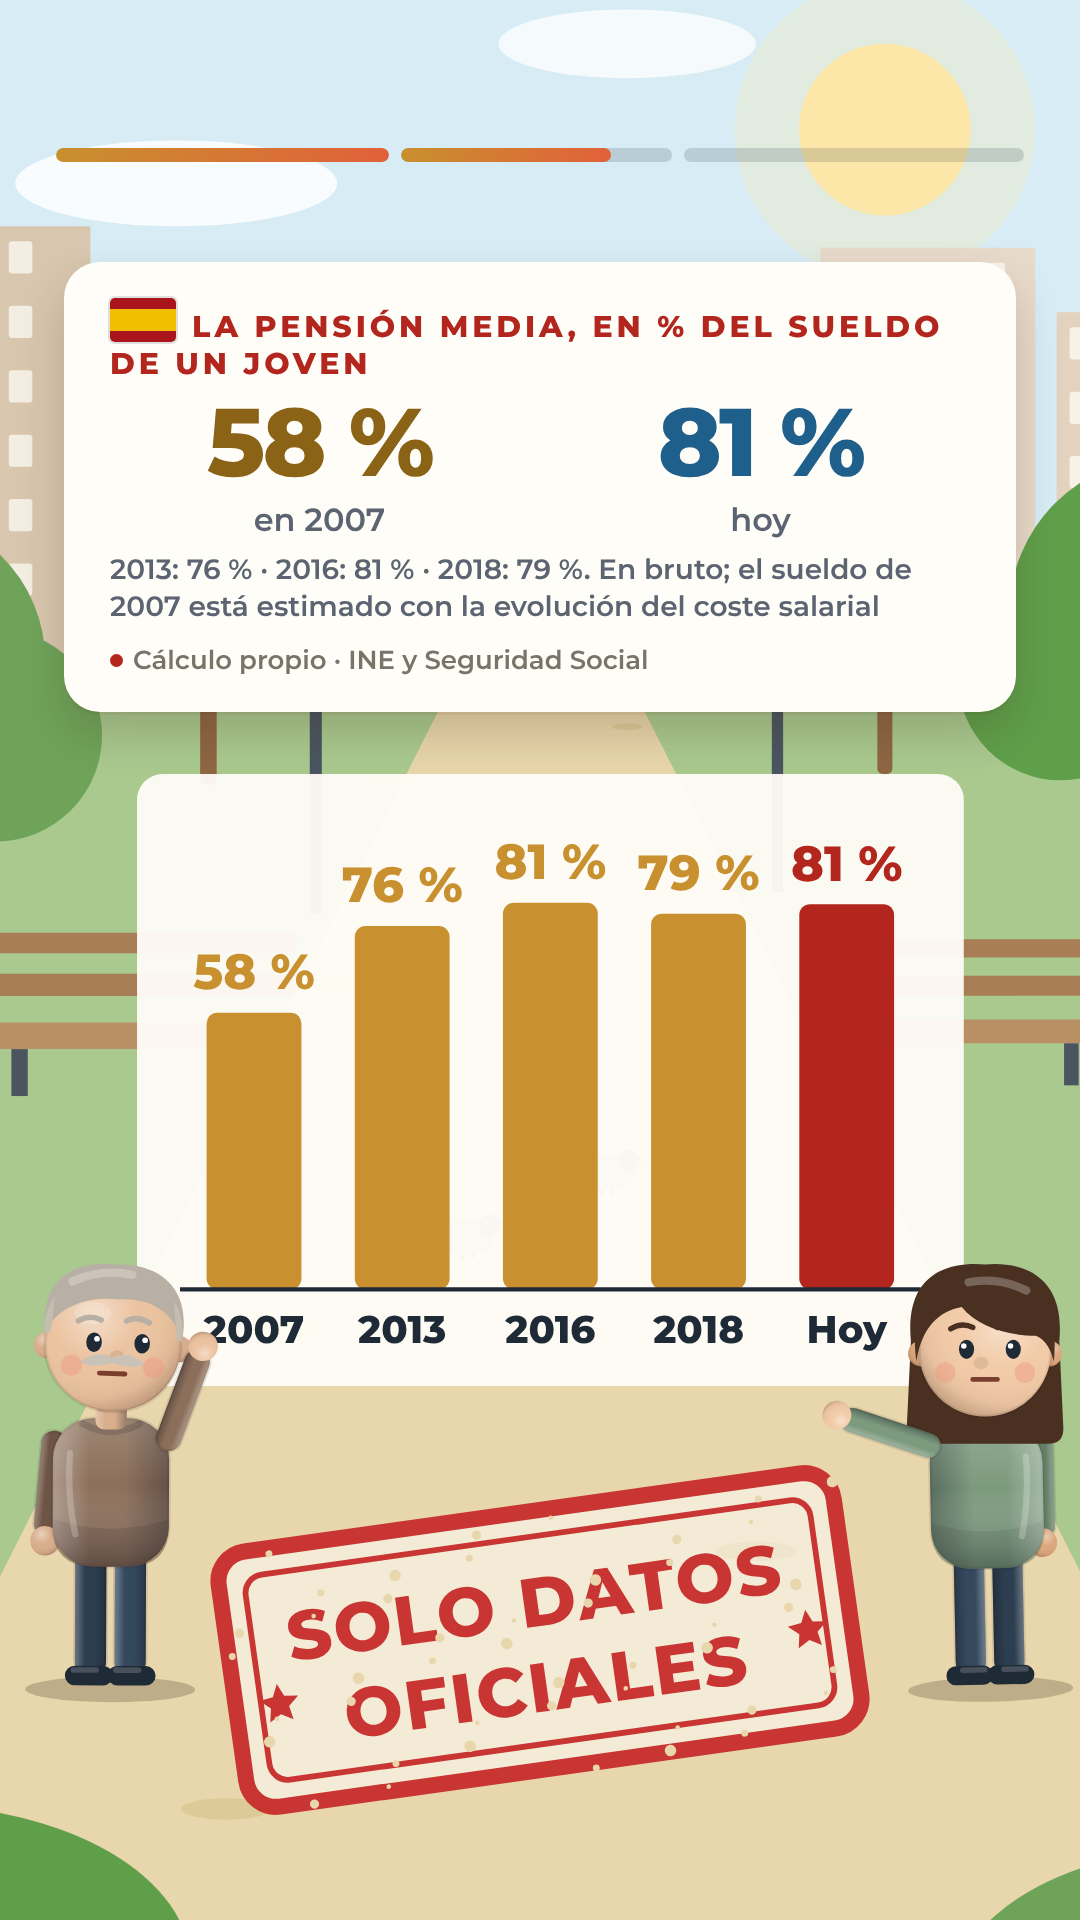 LA PENSIÓN MEDIA, EN % DEL SUELDO
DE UN JOVEN
58 % 81 %
en 2007 hoy
2013: 76 % · 2016: 81 % · 2018: 79 %. En bruto; el sueldo de
2007 está estimado con la evolución del coste salarial
Cálculo propio · INE y Seguridad Social
58 % 76 % 81 % 79 % 81 %
2007 2013 2016 2018 Hoy
SOLO DATOS
OFICIALES